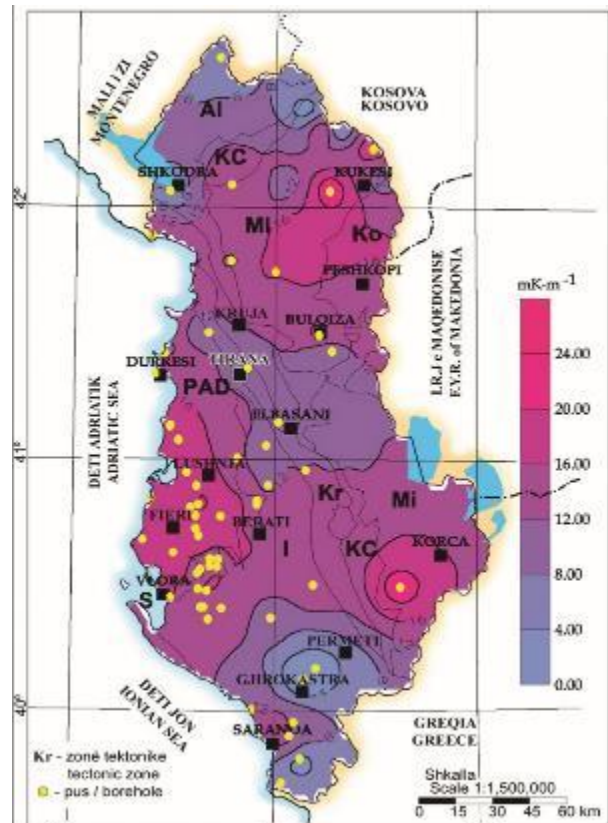 MALI I ZI
MONTENEGRO
KOSOVA
KOSOVO
Al
KC
SHKODRA
KUKESI
42°
MI
Ko
PESHKOPI
mK-m-1
KRUJA
BULQIZA
24.00
DURRESI
TIRANA
I.R.J e MAQEDONISE
F.Y.R. of MAKEDONIA
PAD
20.00
DETI ADRIATIK
ADRIATIC SEA
ELBASANI
16.00
41°
LUSHNJA
Kr
Mi
12.00
FIERI
BERATI
I
KC
KORCA
8.00
VLORA
S
4.00
PERMETI
GJIROKASTRA
0.00
40°
DETI JON
IONIAN SEA
GREQIA
GREECE
SARANDA
Kr - zonë tektonike
tectonic zone
- pus / borehole
Shkalla
Scale 1:1,500,000
0 15 30 45 60 km
19°
20°
21°